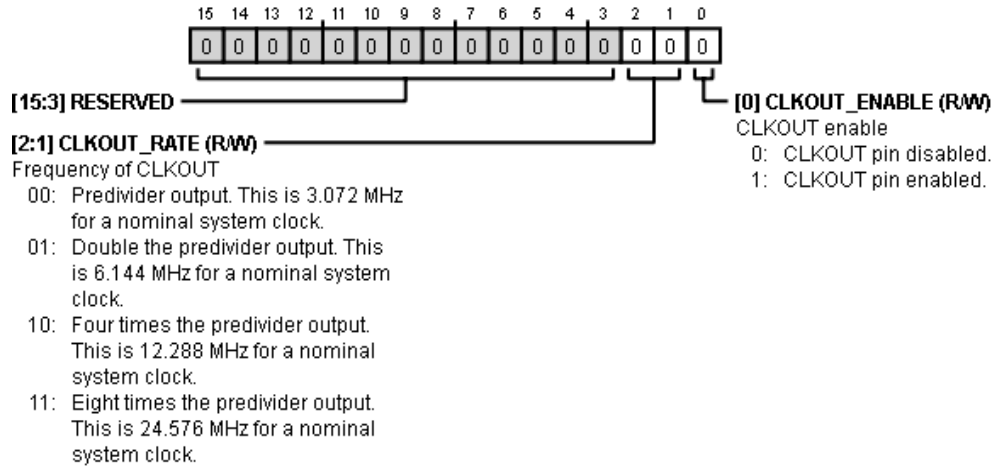 15 14 13 12 11 10 9 8 7 6 5 4 3 2 1 0
0 0 0 0 0 0 0 0 0 0 0 0 0 0 0 0
[15:3] RESERVED
[0] CLKOUT_ENABLE (R/W)
CLKOUT enable
0: CLKOUT pin disabled.
1: CLKOUT pin enabled.
[2:1] CLKOUT_RATE (R/W)
Frequency of CLKOUT
00: Predivider output. This is 3.072 MHz
for a nominal system clock.
01: Double the predivider output. This
is 6.144 MHz for a nominal system
clock.
10: Four times the predivider output.
This is 12.288 MHz for a nominal
system clock.
11: Eight times the predivider output.
This is 24.576 MHz for a nominal
system clock.